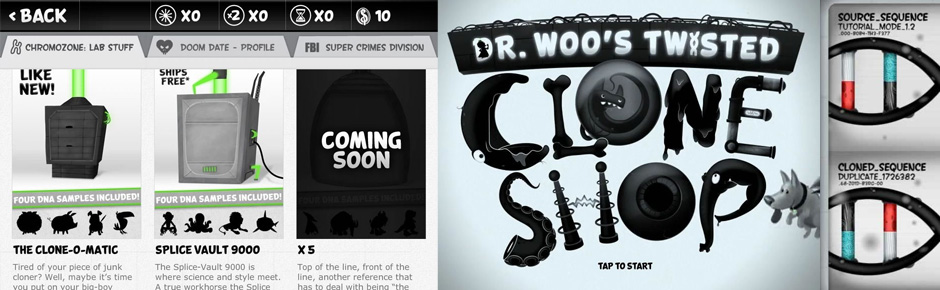 < BACK
X0
-2 X0
X0
$ 10
CHROMOZONE: LAB STUFF
DOOM DATE - PROFILE
FBI SUPER CRIMES DIVISION
LIKE
NEW!
FOUR DNA SAMPLES INCLUDED!
THE CLONE-O-MATIC
Tired of your piece of junk
cloner? Well, maybe it's time
you put on your big-boy
SHIPS
FREE*
FOUR DNA SAMPLES INCLUDED!
SPLICE VAULT 9000
The Splice-Vault 9000 is
where science and style meet.
A true workhorse the Splice
COMING
SOON
FOUR DNA SAMPLES INCLUDED!
X 5
Top of the line, front of the
line, another reference that
has to deal with being "the
DR. WOO'S TWISTED
CLONE
SHOP
TAP TO START
SOURCE_SEQUENCE
TUTORIAL_MODE_1.2
CLONED_SEQUENCE
DUPLICATE_1726382